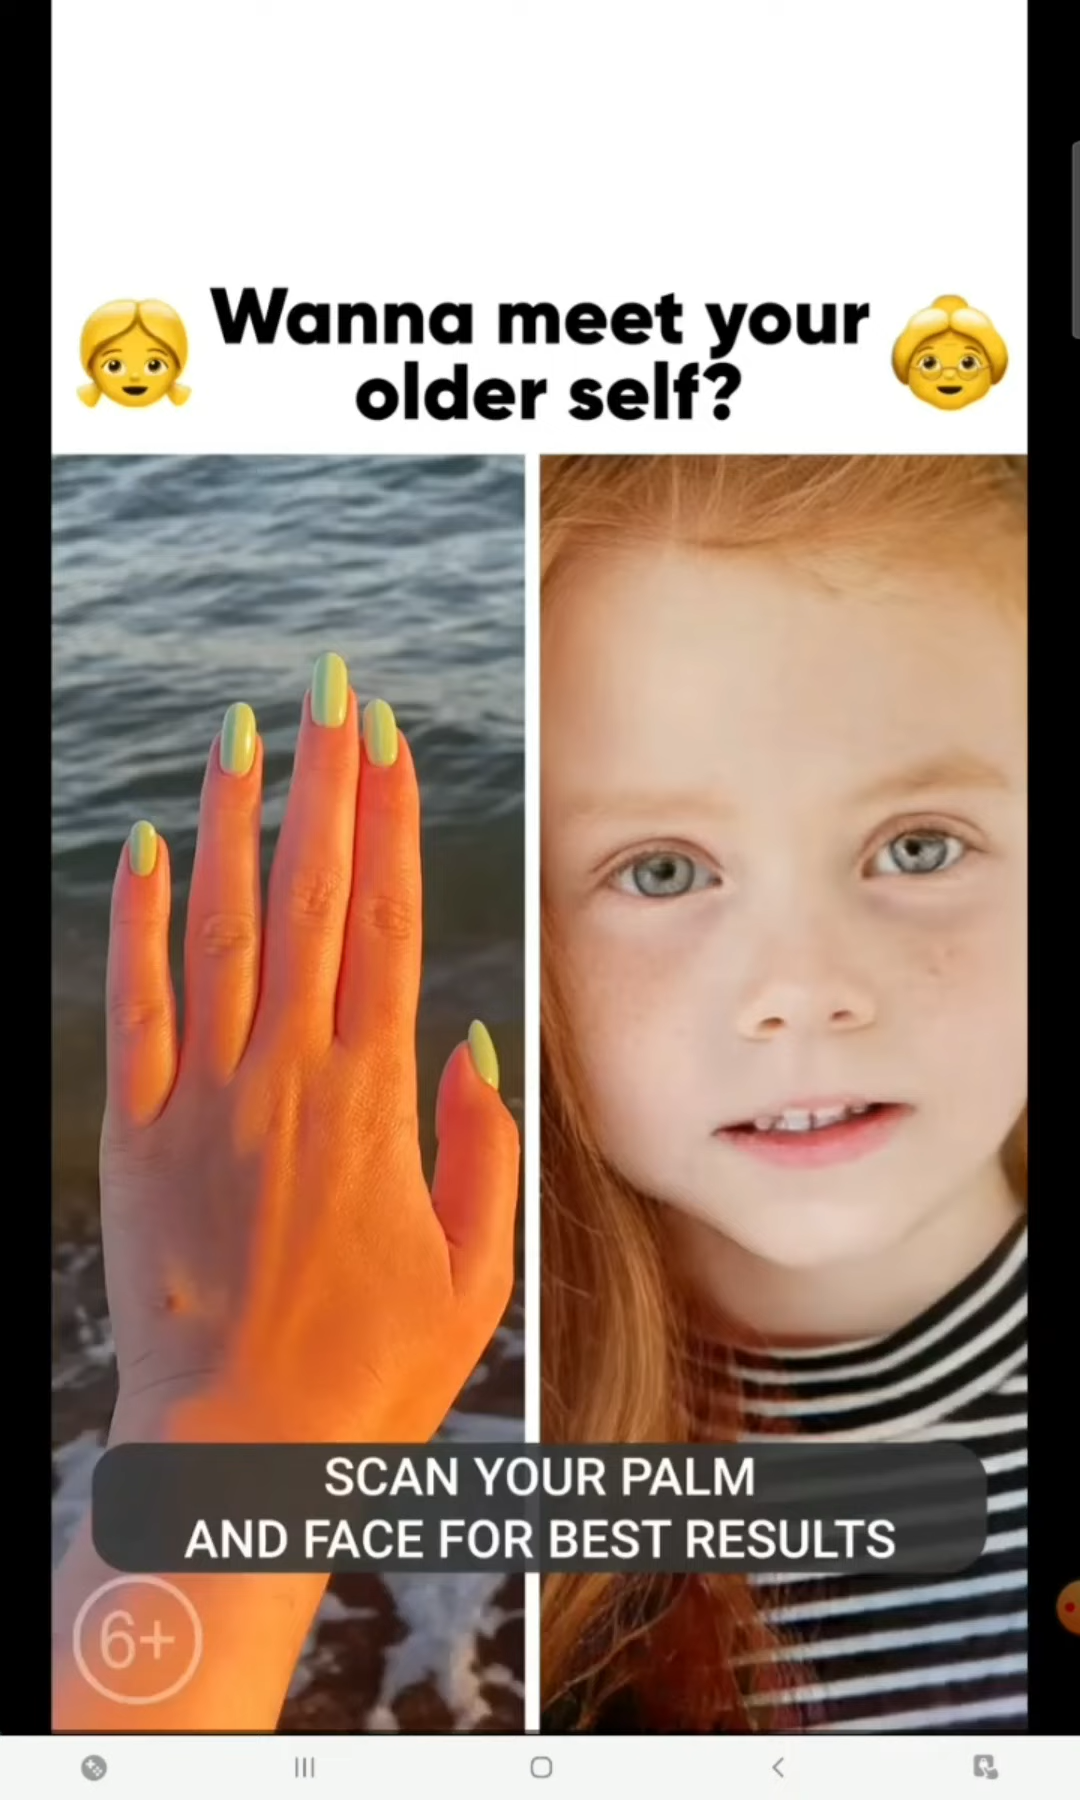 Wanna meet your
older self?
SCAN YOUR PALM
AND FACE FOR BEST RESULTS
6+